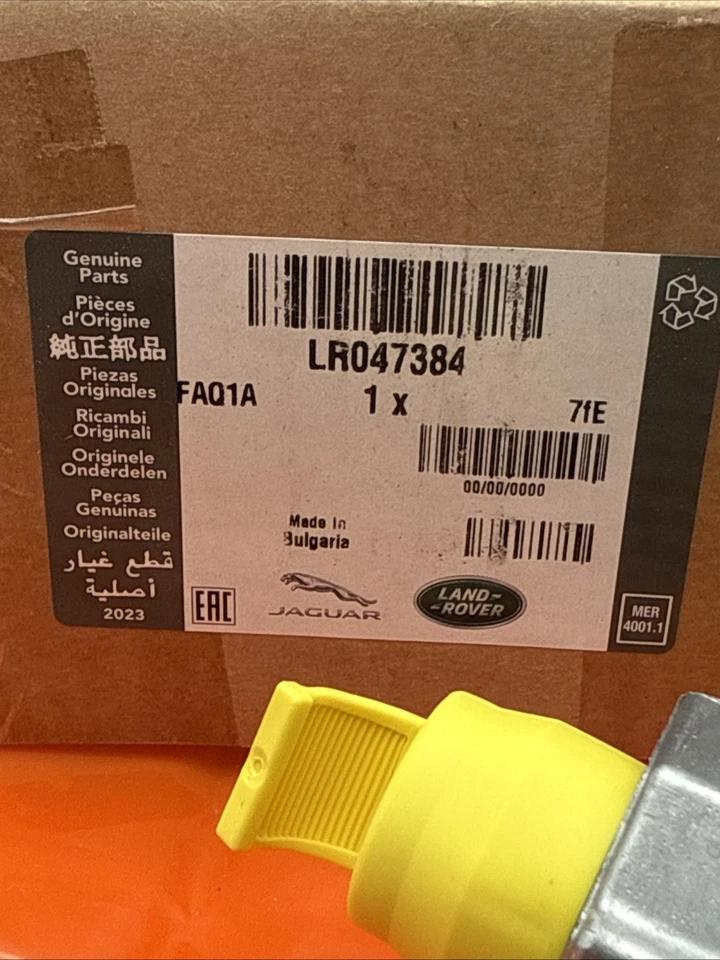 Genuine
Parts
Pièces
d'Origine
純正部品
Piezas
Originales
Ricambi
Originali
Originele
Onderdelen
Peças
Genuinas
Originalteile
قطع غيار
أصلية
2023
LR047384
FAQ1A
1 x
7fE
00/00/0000
Made in
Bulgaria
EAC
JAGUAR
LAND-
-ROVER
MER
4001.1